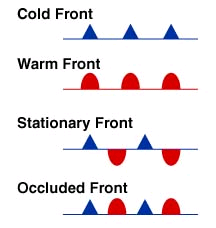 Cold Front
Warm Front
Stationary Front
Occluded Front